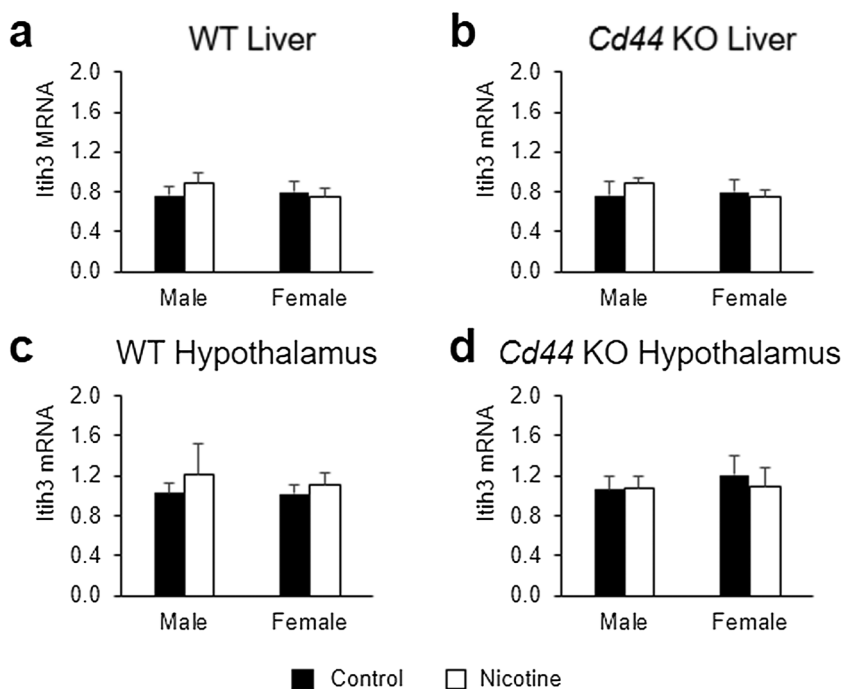 a WT Liver
Itih3 MRNA
2.0
1.6
1.2
0.8
0.4
0.0
Male Female
b Cd44 KO Liver
Itih3 mRNA
2.0
1.6
1.2
0.8
0.4
0.0
Male Female
c WT Hypothalamus
Itih3 mRNA
2.0
1.6
1.2
0.8
0.4
0.0
Male Female
d Cd44 KO Hypothalamus
Itih3 mRNA
2.0
1.6
1.2
0.8
0.4
0.0
Male Female
Control Nicotine